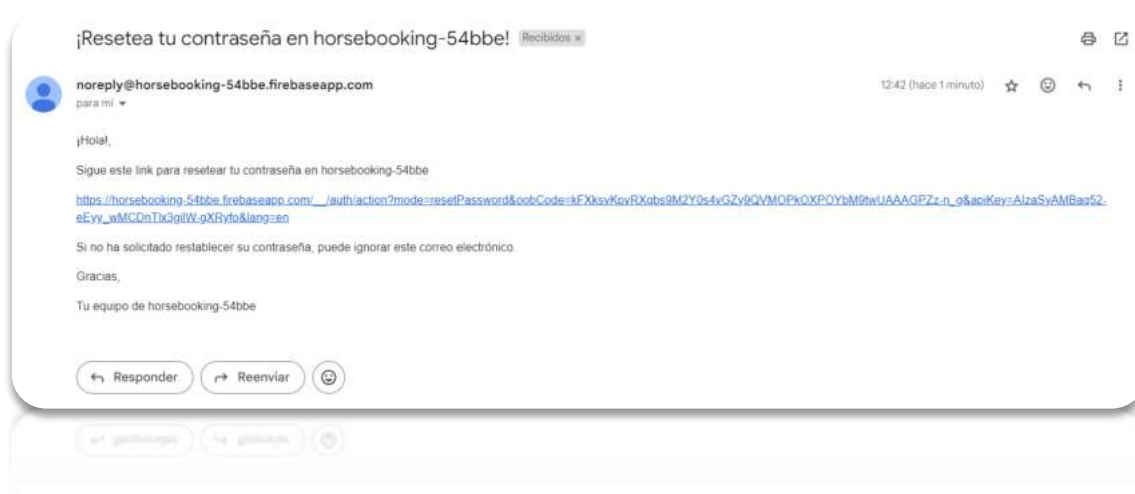 ¡Resetea tu contraseña en horsebooking-54bbe! Recibidos x
noreply@horsebooking-54bbe.firebaseapp.com 12:42 (hace 1 minuto)
para mí
¡Hola!,
Sigue este link para resetear tu contraseña en horsebooking-54bbe
https://horsebooking-54bbe.firebaseapp.com/__/auth/action?mode=resetPassword&oobCode=kFXksvKpvRXqbs9M2Y0s4vGZy9QVMOPkOXPOYbM9twUAAAGPZz-n_g&apiKey=AIzaSyAMBaq52-
eEyy_wMCDnTlx3gilW-gXRyfo&lang=en
Si no ha solicitado restablecer su contraseña, puede ignorar este correo electrónico.
Gracias,
Tu equipo de horsebooking-54bbe
Responder Reenviar